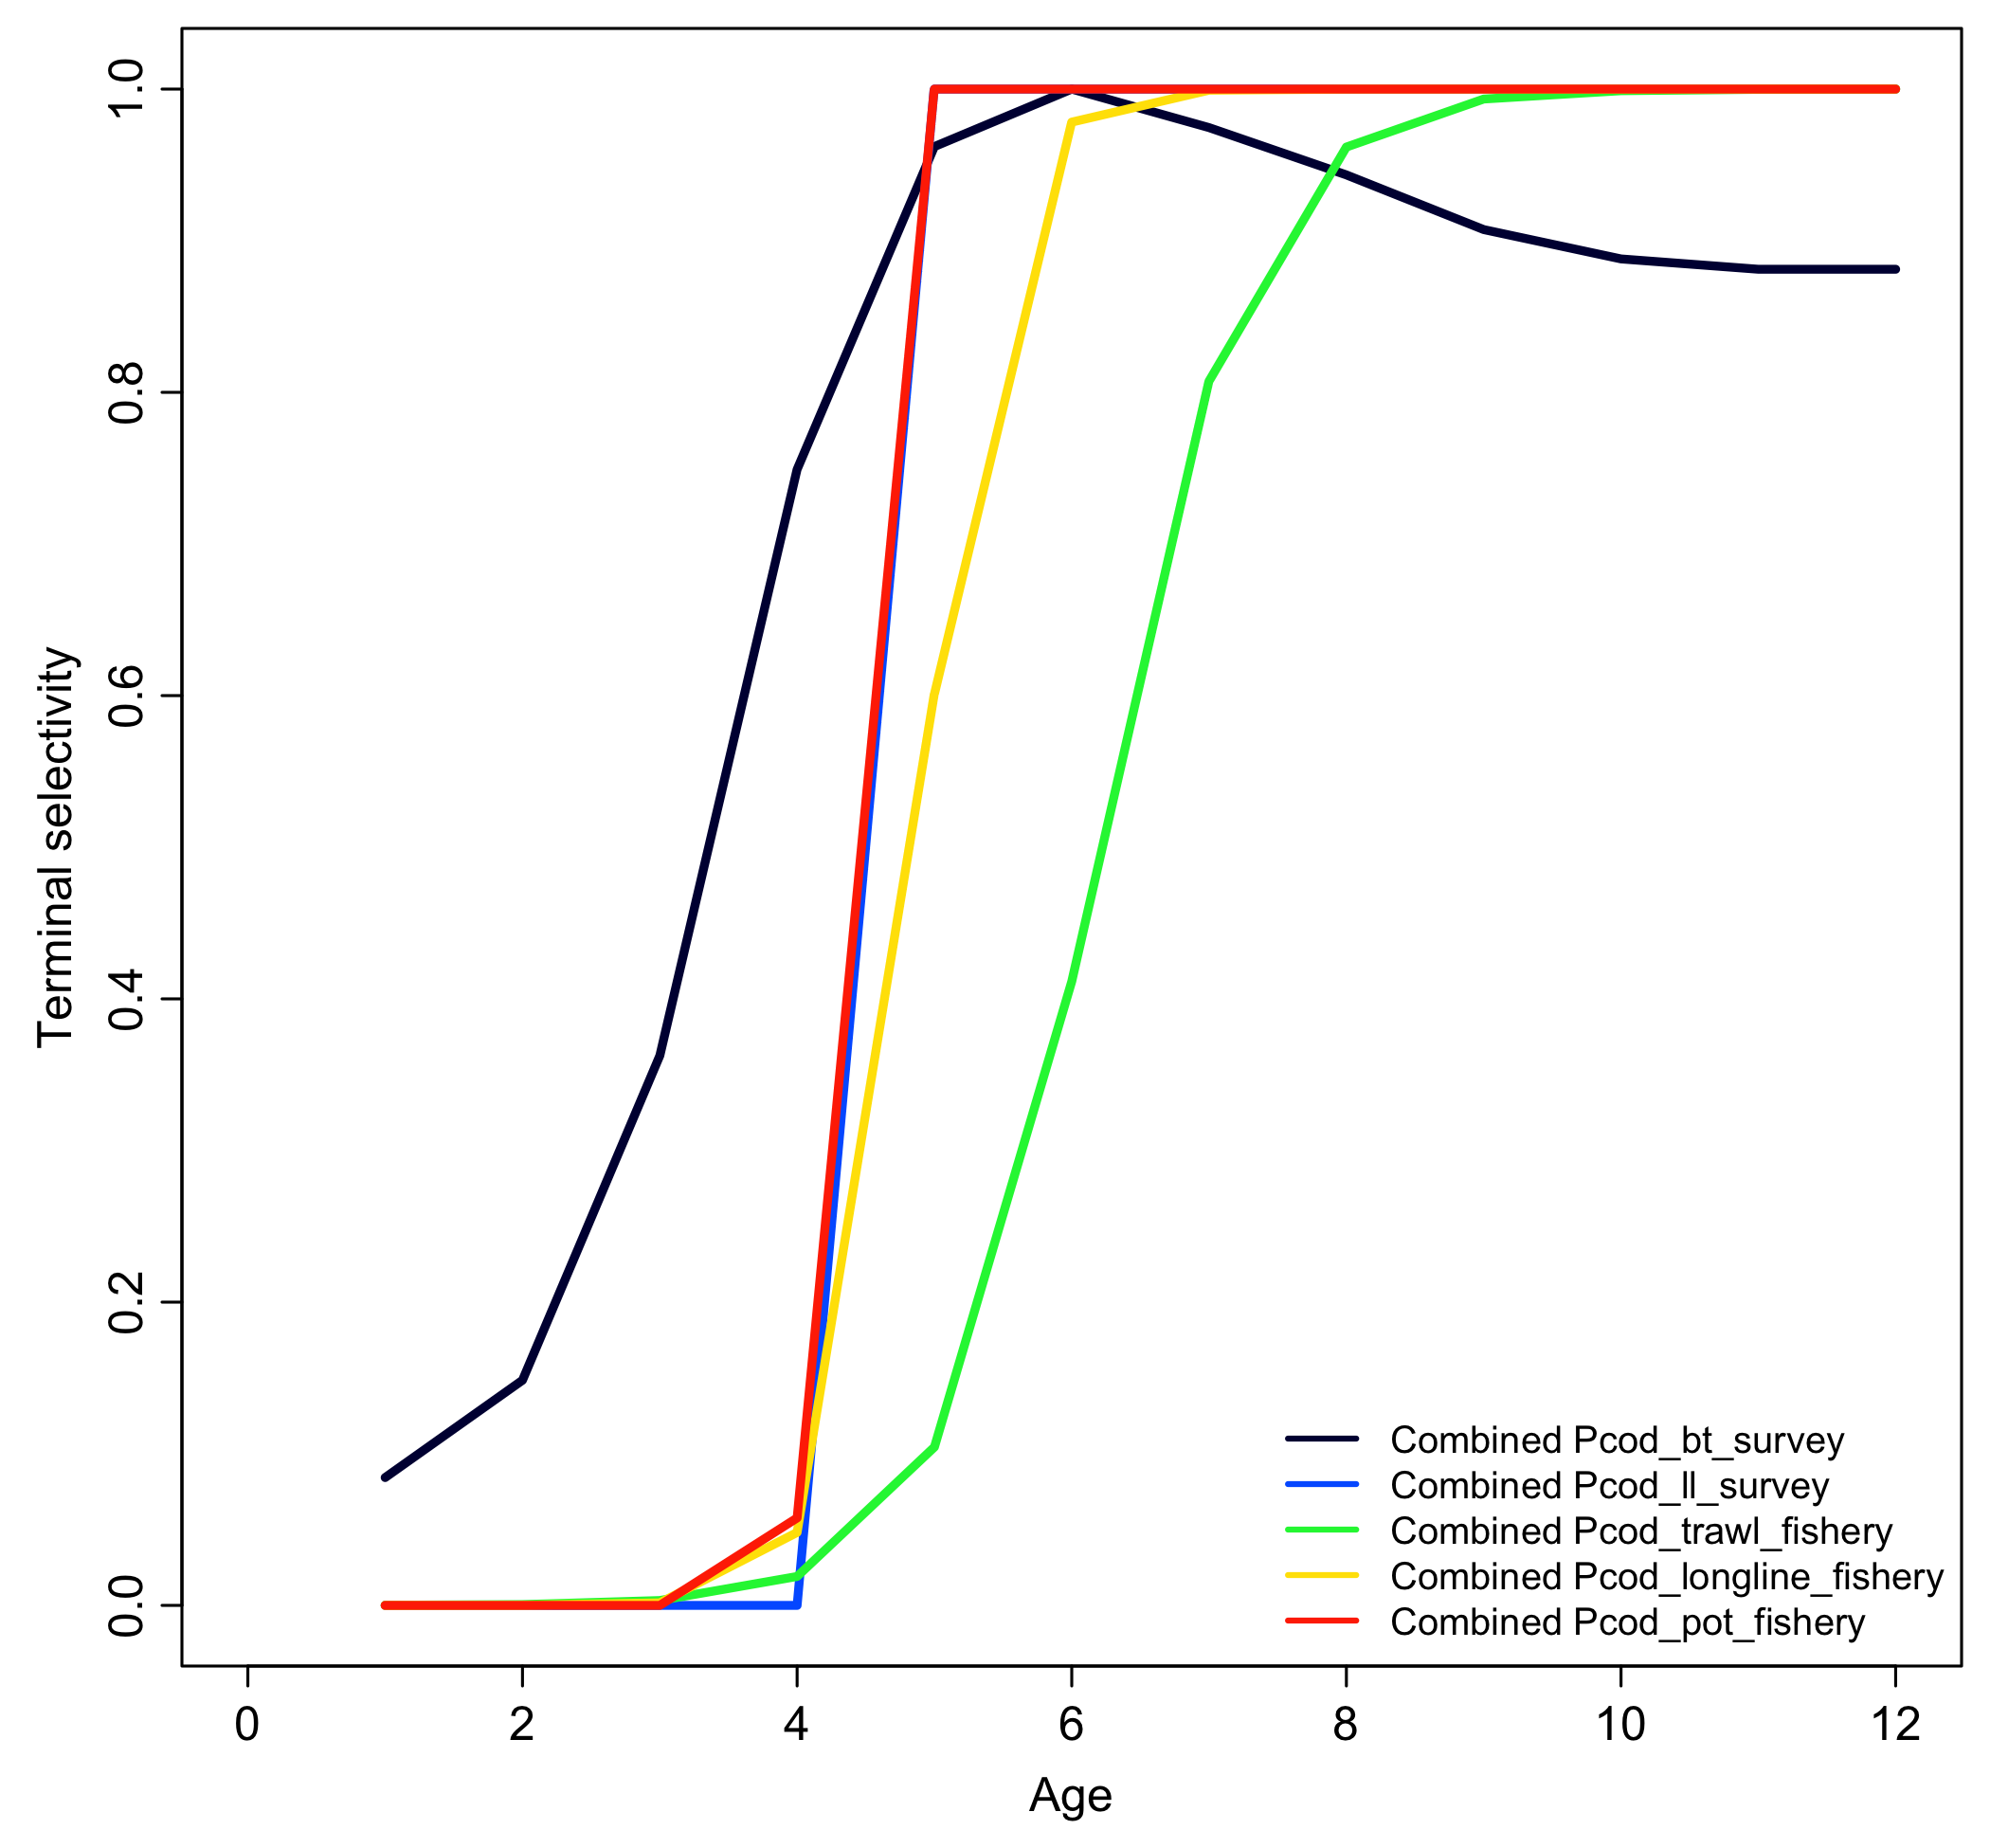 1.0
0.8
0.6
0.4
0.2
0.0
Terminal selectivity
Combined Pcod_bt_survey
Combined Pcod_ll_survey
Combined Pcod_trawl_fishery
Combined Pcod_longline_fishery
Combined Pcod_pot_fishery
0 2 4 6 8 10 12
Age